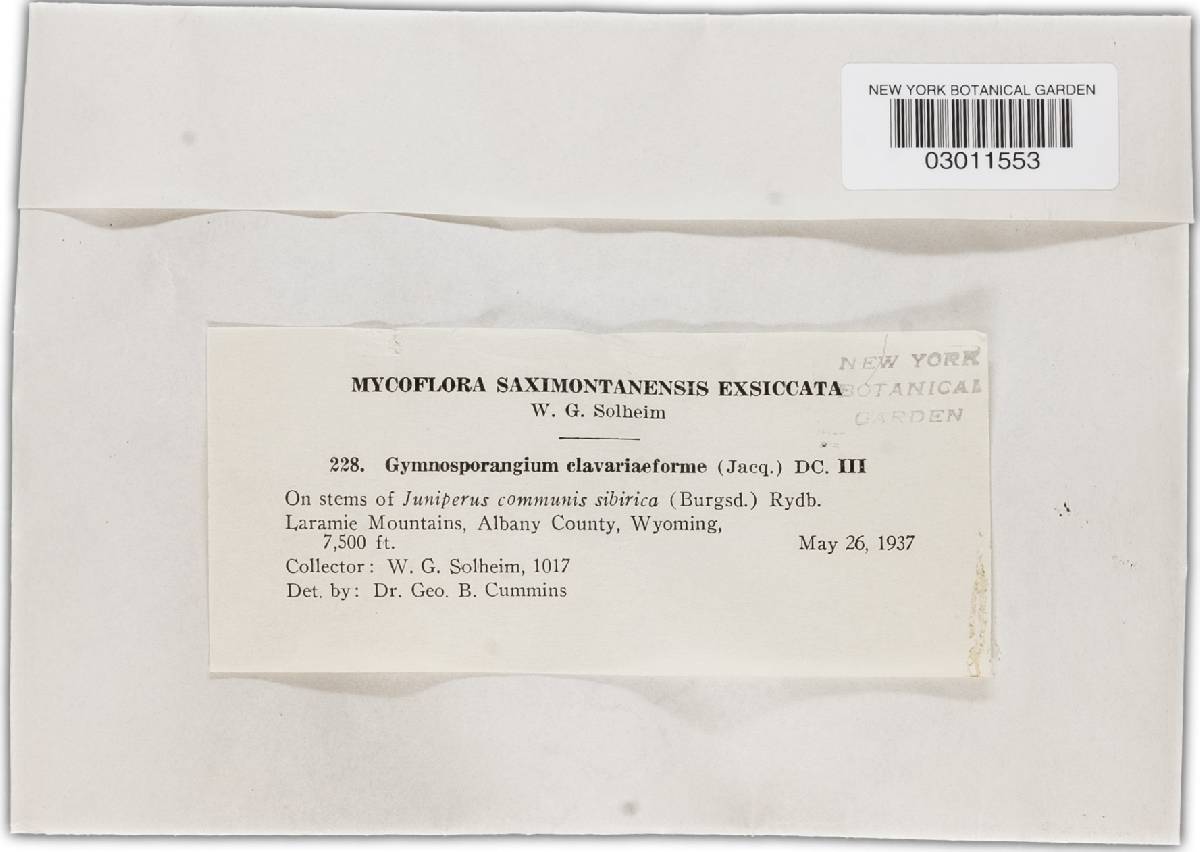 NEW YORK BOTANICAL GARDEN
03011553
NEW YORK
BOTANICAL
GARDEN
MYCOFLORA SAXIMONTANENSIS EXSICCATA
W. G. Solheim
228. Gymnosporangium clavariaeforme (Jacq.) DC. III
On stems of Juniperus communis sibirica (Burgsd.) Rydb.
Laramie Mountains, Albany County, Wyoming,
7,500 ft. May 26, 1937
Collector: W. G. Solheim, 1017
Det. by: Dr. Geo. B. Cummins